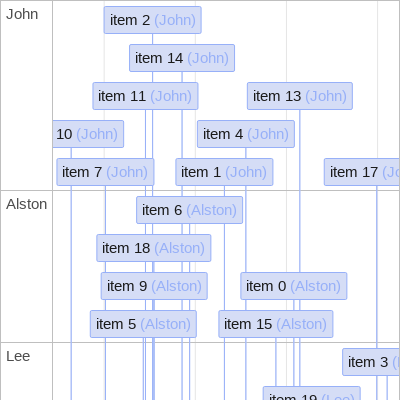 John
item 2 (John)
item 14 (John)
item 11 (John)
item 13 (John)
10 (John)
item 4 (John)
item 7 (John)
item 1 (John)
item 17
Alston
item 6 (Alston)
item 18 (Alston)
item 9 (Alston)
item 0 (Alston)
item 5 (Alston)
item 15 (Alston)
Lee
item 3
item 19 (Lee)